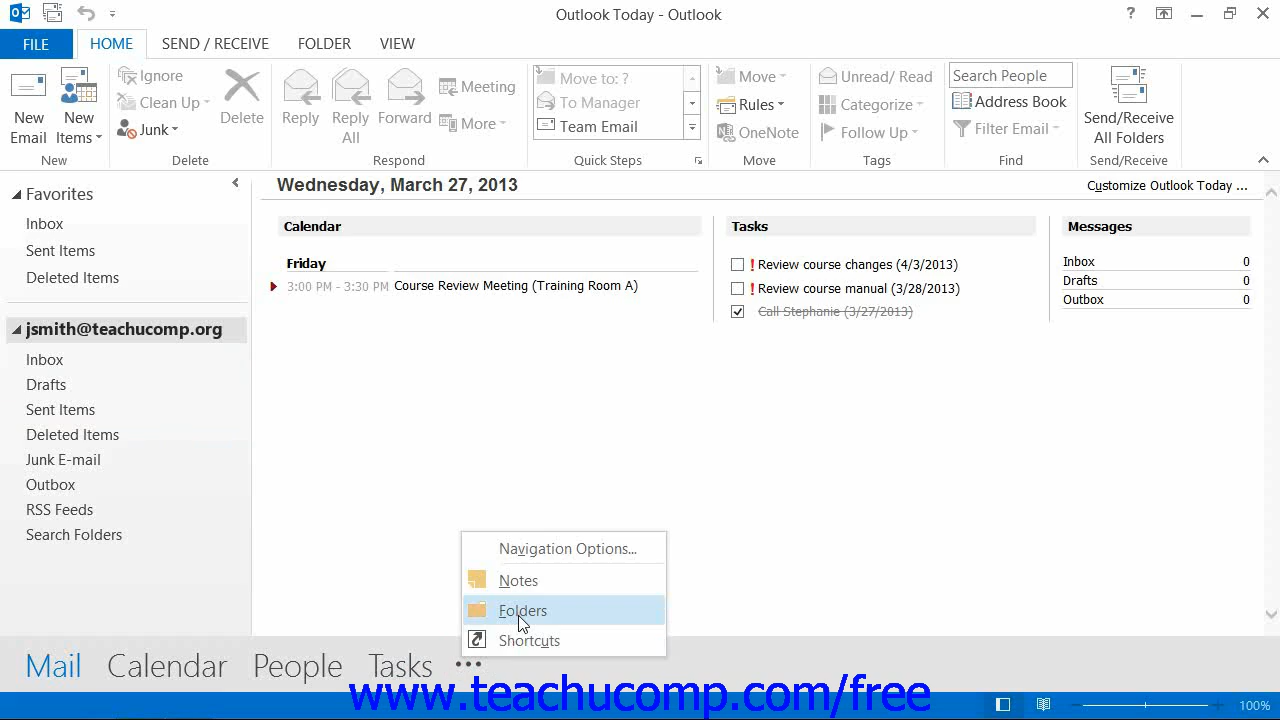 Outlook Today - Outlook
?
FILE HOME SEND / RECEIVE FOLDER VIEW
New Email
New Items
Ignore
Clean Up
Junk
Delete
Reply
Reply All
Forward
Meeting
More
Move to: ?
To Manager
Team Email
Move
Rules
OneNote
Unread/ Read
Categorize
Follow Up
Search People
Address Book
Filter Email
Send/Receive
All Folders
New Delete Respond Quick Steps Move Tags Find Send/Receive
Favorites
Inbox
Sent Items
Deleted Items
jsmith@teachucomp.org
Inbox
Drafts
Sent Items
Deleted Items
Junk E-mail
Outbox
RSS Feeds
Search Folders
Wednesday, March 27, 2013
Customize Outlook Today ...
Calendar
Friday
3:00 PM - 3:30 PM Course Review Meeting (Training Room A)
Tasks
! Review course changes (4/3/2013)
! Review course manual (3/28/2013)
Call Stephanie (3/27/2013)
Messages
Inbox 0
Drafts 0
Outbox 0
Navigation Options...
Notes
Folders
Shortcuts
Mail Calendar People Tasks •••
www.teachucomp.com/free
100%